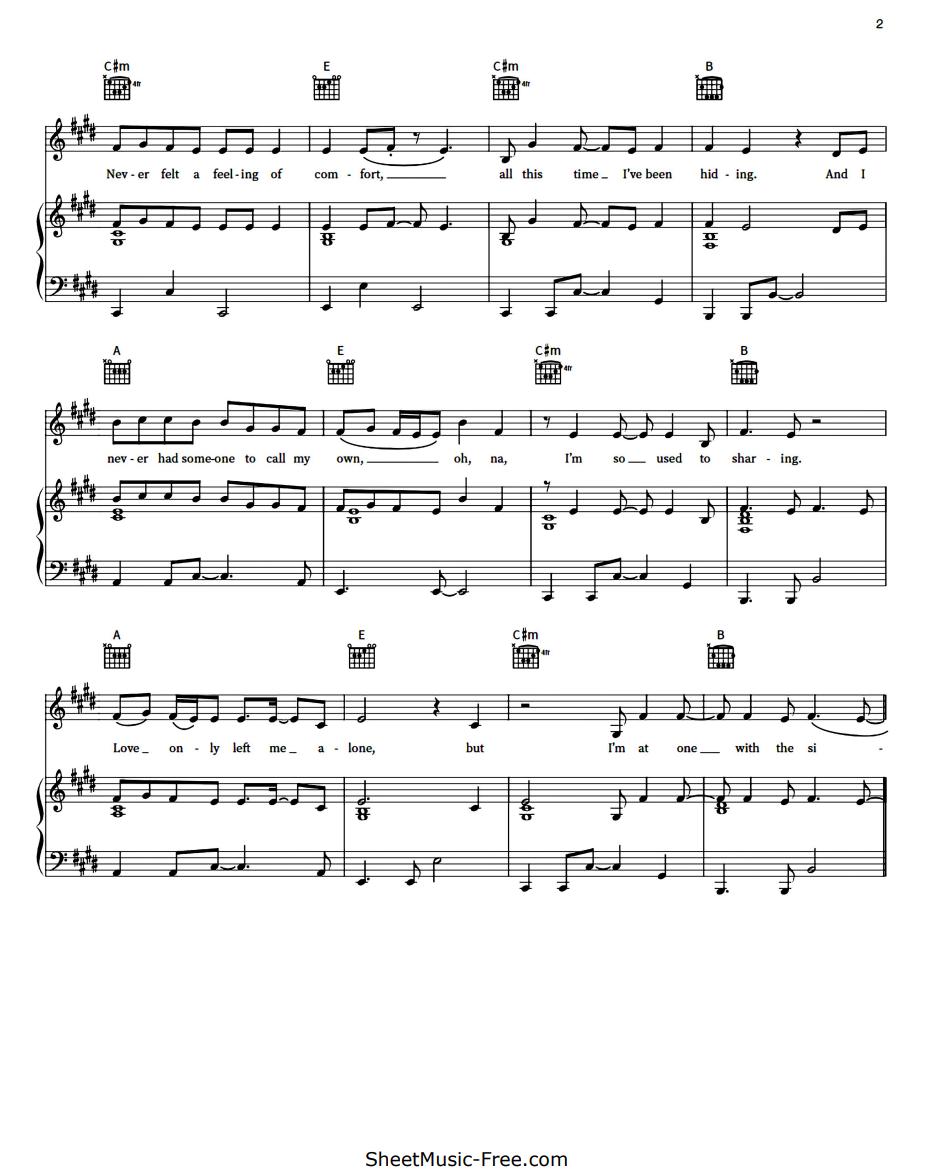 2
C♯m E C♯m B
4fr 4fr
Nev - er felt a feel - ing of com - fort, all this time I've been hid - ing. And I
A E C♯m B
4fr
nev - er had some-one to call my own, oh, na, I'm so used to shar - ing.
A E C♯m B
4fr
Love on - ly left me a - lone, but I'm at one with the si -
SheetMusic-Free.com